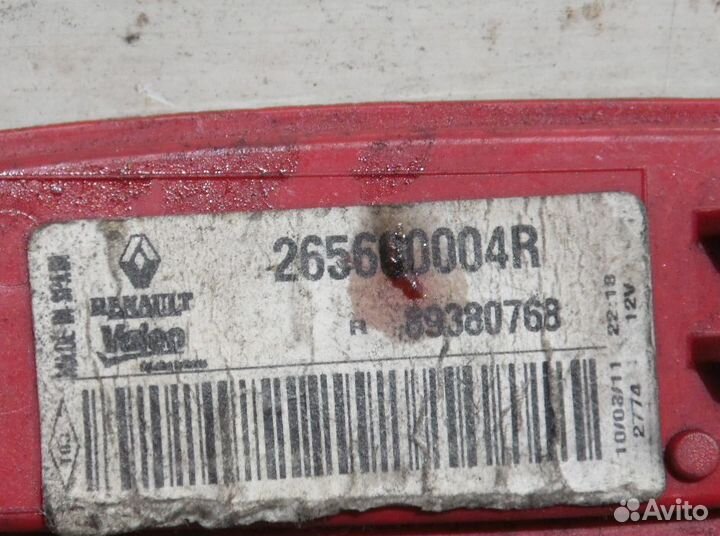 MADE IN SPAIN
RENAULT
Valeo
265600004R
R 89380768
22:18
12V
10/03/11
2774
Avito